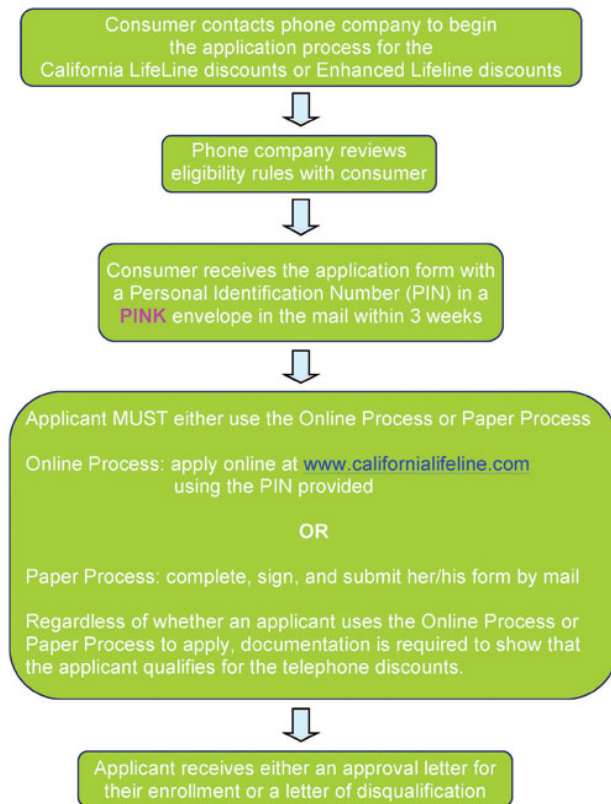 Consumer contacts phone company to begin
the application process for the
California LifeLine discounts or Enhanced Lifeline discounts
Phone company reviews
eligibility rules with consumer
Consumer receives the application form with
a Personal Identification Number (PIN) in a
PINK envelope in the mail within 3 weeks
Applicant MUST either use the Online Process or Paper Process
Online Process: apply online at www.californialifeline.com
using the PIN provided
OR
Paper Process: complete, sign, and submit her/his form by mail
Regardless of whether an applicant uses the Online Process or
Paper Process to apply, documentation is required to show that
the applicant qualifies for the telephone discounts.
Applicant receives either an approval letter for
their enrollment or a letter of disqualification